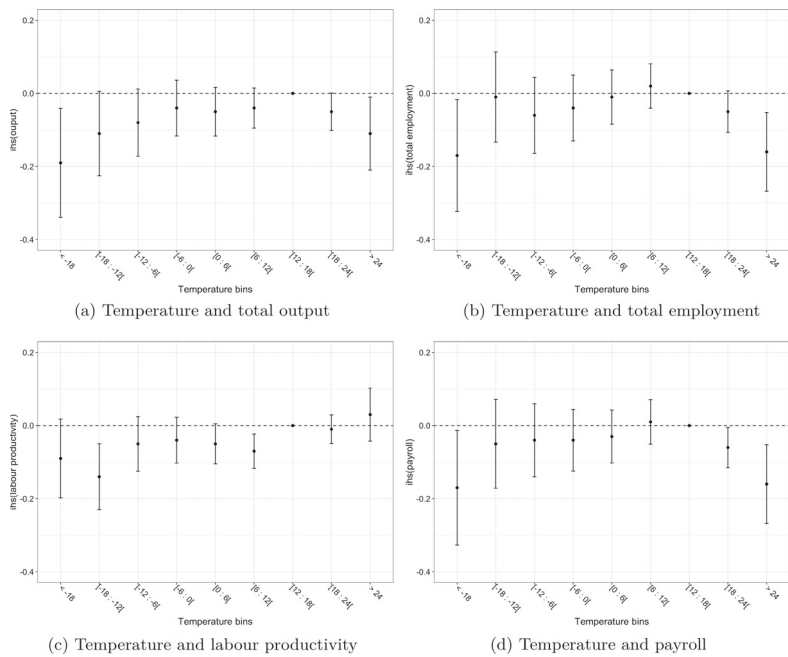 0.2
0.0
-0.2
-0.4
ihs(ouput)
< -18
[-18 : -12[
[-12 : -6[
[-6 : 0[
[0 : 6[
[6 : 12[
[12 : 18[
[18 : 24[
> 24
Temperature bins
(a) Temperature and total output
0.2
0.0
-0.2
-0.4
ihs(total employment)
< -18
[-18 : -12[
[-12 : -6[
[-6 : 0[
[0 : 6[
[6 : 12[
[12 : 18[
[18 : 24[
> 24
Temperature bins
(b) Temperature and total employment
0.2
0.0
-0.2
-0.4
ihs(labour productivity)
< -18
[-18 : -12[
[-12 : -6[
[-6 : 0[
[0 : 6[
[6 : 12[
[12 : 18[
[18 : 24[
> 24
Temperature bins
(c) Temperature and labour productivity
0.2
0.0
-0.2
-0.4
ihs(payroll)
< -18
[-18 : -12[
[-12 : -6[
[-6 : 0[
[0 : 6[
[6 : 12[
[12 : 18[
[18 : 24[
> 24
Temperature bins
(d) Temperature and payroll